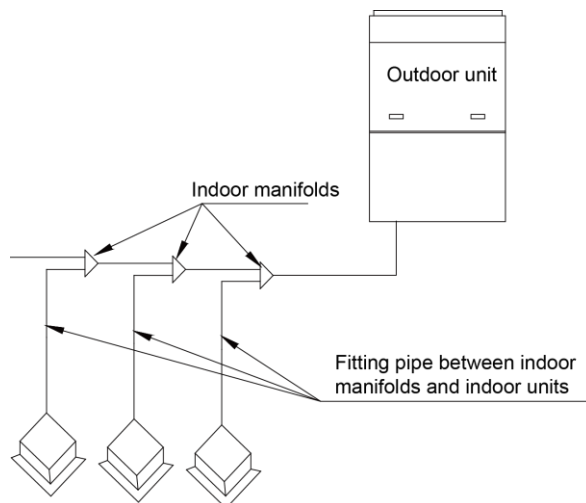 Outdoor unit
Indoor manifolds
Fitting pipe between indoor
manifolds and indoor units